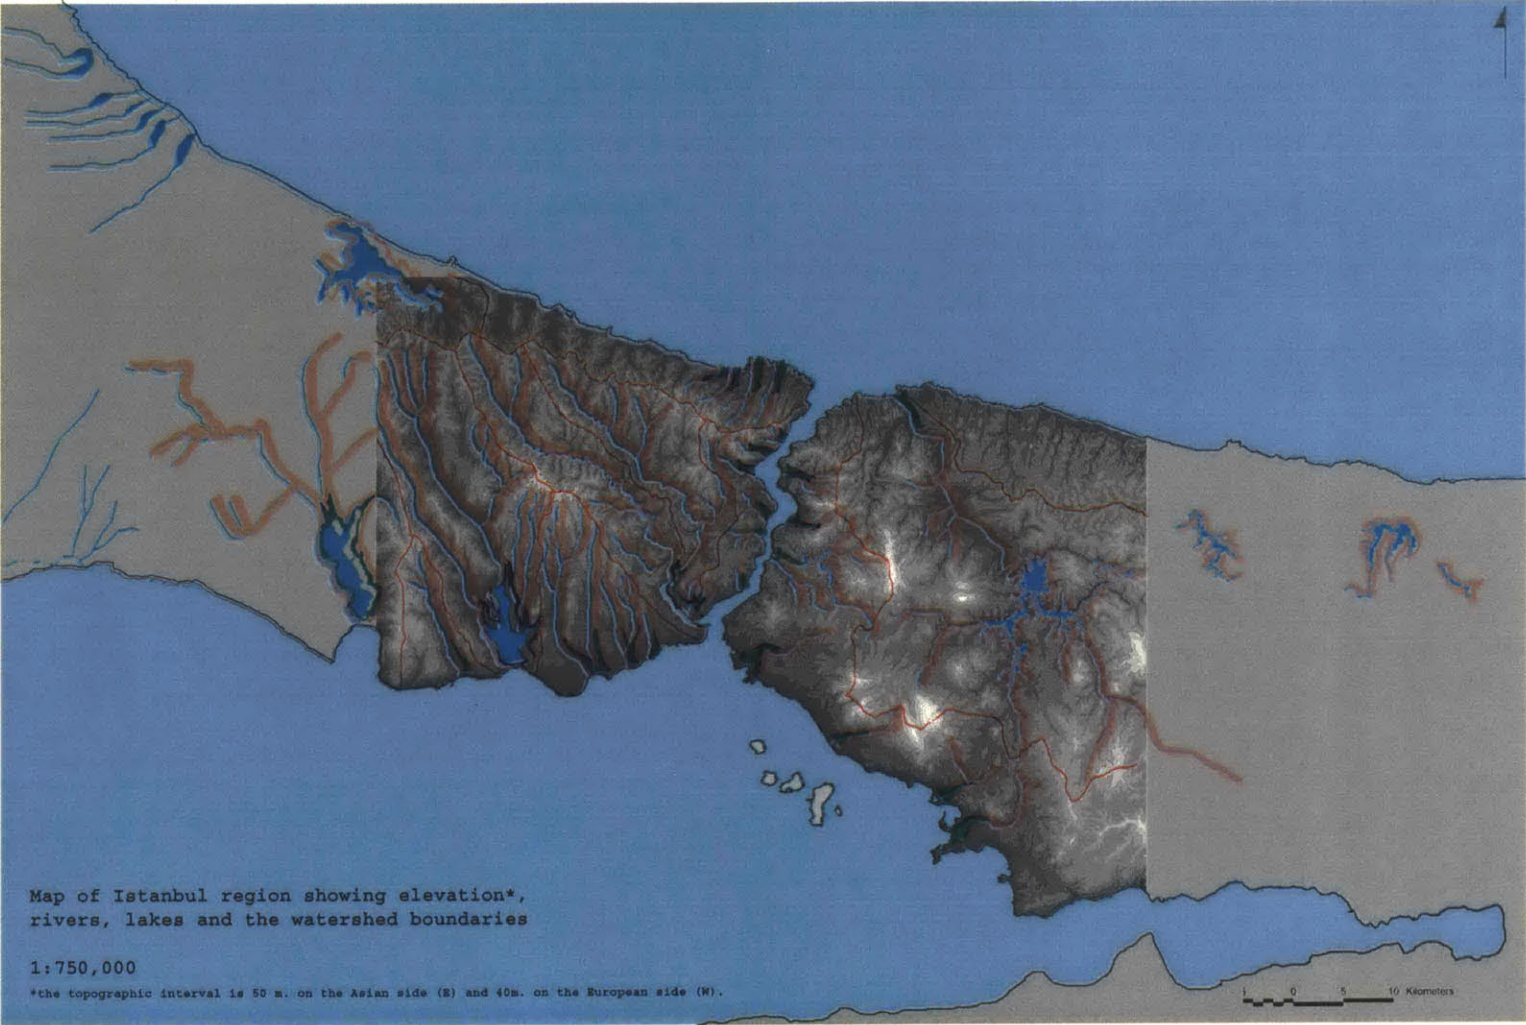 Map of Istanbul region showing elevation*,
rivers, lakes and the watershed boundaries
1:750,000
*the topographic interval is 50 m. on the Asian side (E) and 40m. on the European side (W).
0 5 10 Kilometers